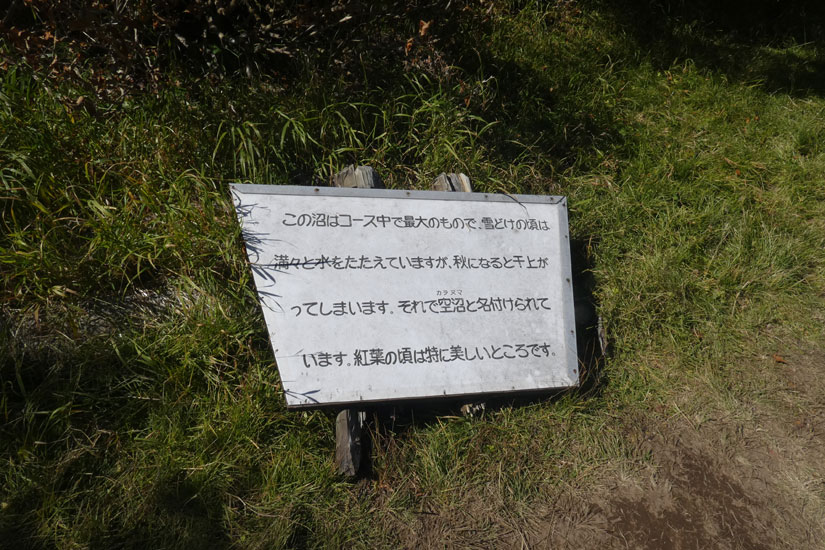 この沼はコース中で最大のもので、雪どけの頃は
満々と水をたたえていますが、秋になると干上が
ってしまいます。それで空沼と名付けられて
カラヌマ
います。紅葉の頃は特に美しいところです。